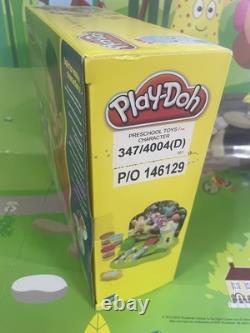 PLAY-DOH
PRESCHOOL TOYS /
CHARACTER
347/4004(D)
P/O 146129